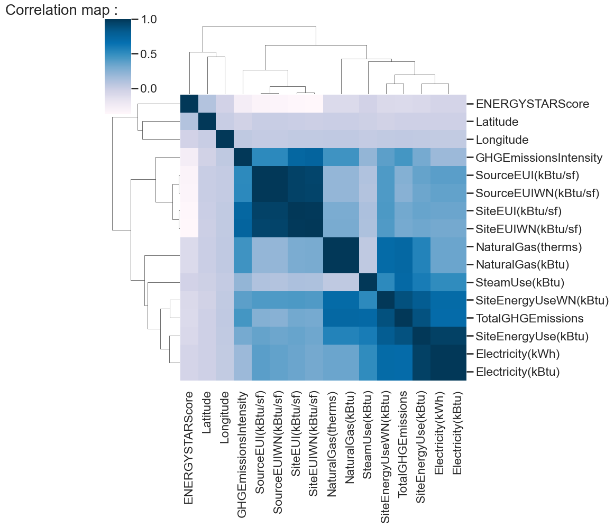 Correlation map :
1.0
0.0
ENERGYSTARScore
Latitude
Longitude
GHGEmissionsIntensity
SourceEUI(kBtu/sf)
SourceEUIWN(kBtu/sf)
SiteEUI(kBtu/sf)
SiteEUIWN(kBtu/sf)
NaturalGas(therms)
NaturalGas(kBtu)
SteamUse(kBtu)
SiteEnergyUseWN(kBtu)
TotalGHGEmissions
SiteEnergyUse(kBtu)
Electricity(kWh)
Electricity(kBtu)
ENERGYSTARScore
Latitude
Longitude
GHGEmissionsIntensity
SourceEUI(kBtu/sf)
SourceEUIWN(kBtu/sf)
SiteEUI(kBtu/sf)
SiteEUIWN(kBtu/sf)
NaturalGas(therms)
NaturalGas(kBtu)
SteamUse(kBtu)
SiteEnergyUseWN(kBtu)
TotalGHGEmissions
SiteEnergyUse(kBtu)
Electricity(kWh)
Electricity(kBtu)